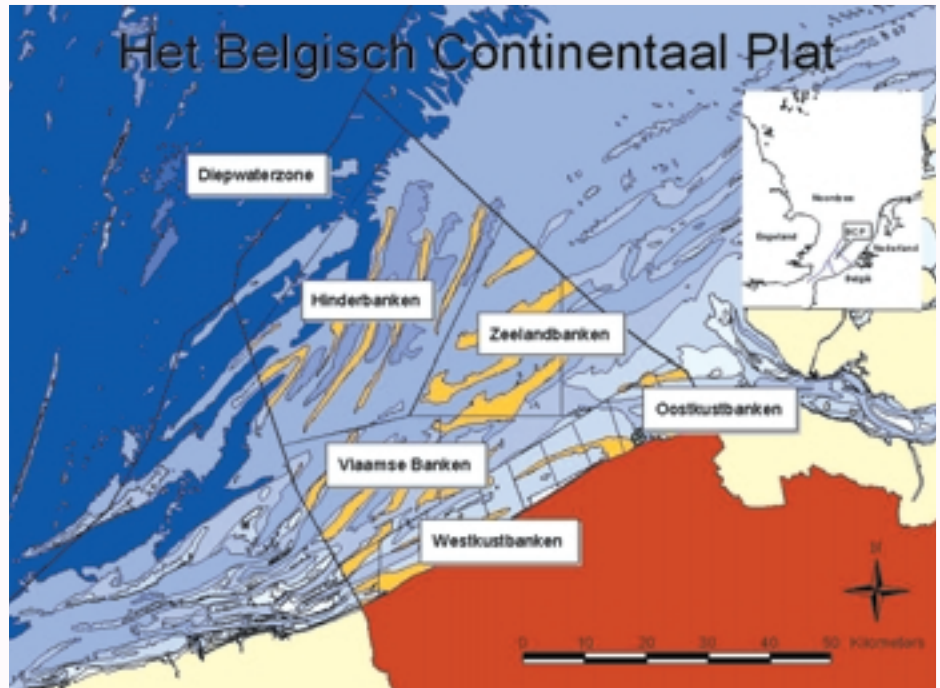 Het Belgisch Continentaal Plat
Diepwaterzone
Noordzee
Engeland
BCP
Nederland
België
Hinderbanken
Zeelandbanken
Oostkustbanken
Vlaamse Banken
Westkustbanken
N
0 10 20 30 40 50 Kilometers